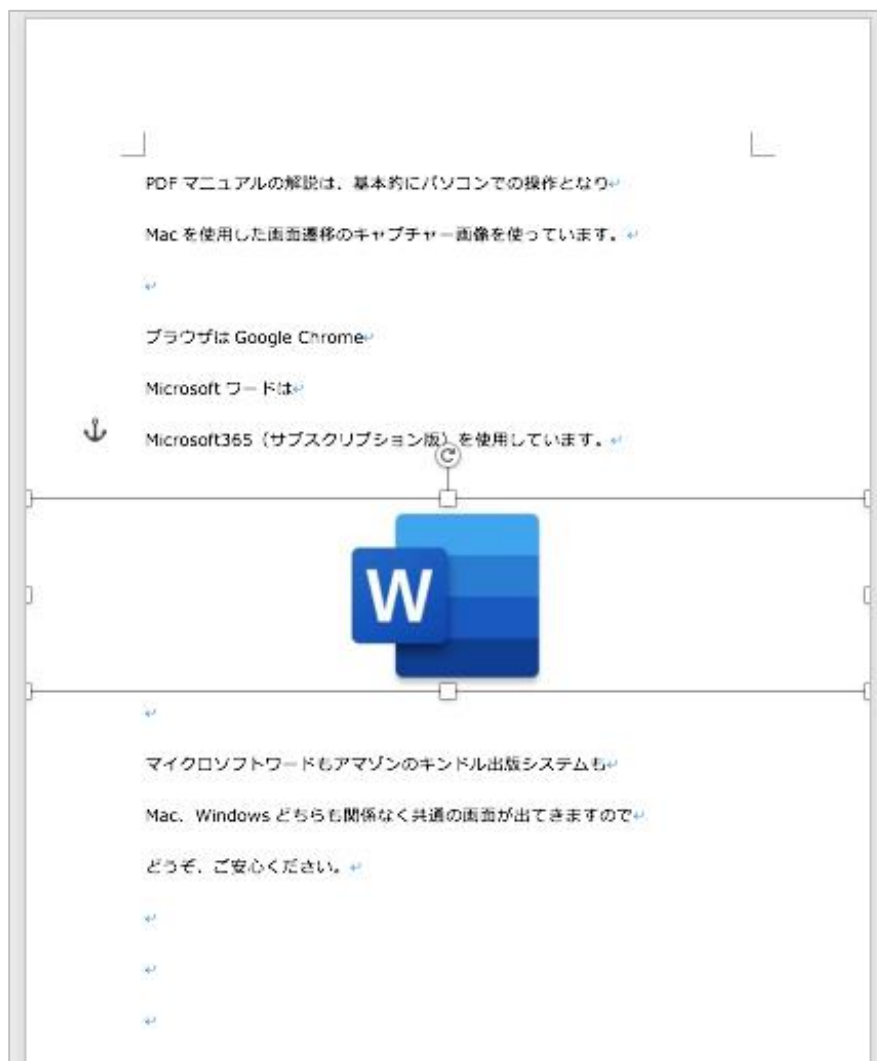 PDF マニュアルの解説は、基本的にパソコンでの操作となり
Mac を使用した画面遷移のキャプチャー画像を使っています。
ブラウザは Google Chrome
Microsoft ワードは
Microsoft365（サブスクリプション版）を使用しています。
W
マイクロソフトワードもアマゾンのキンドル出版システムも
Mac、Windows どちらも関係なく共通の画面が出てきますので
どうぞ、ご安心ください。